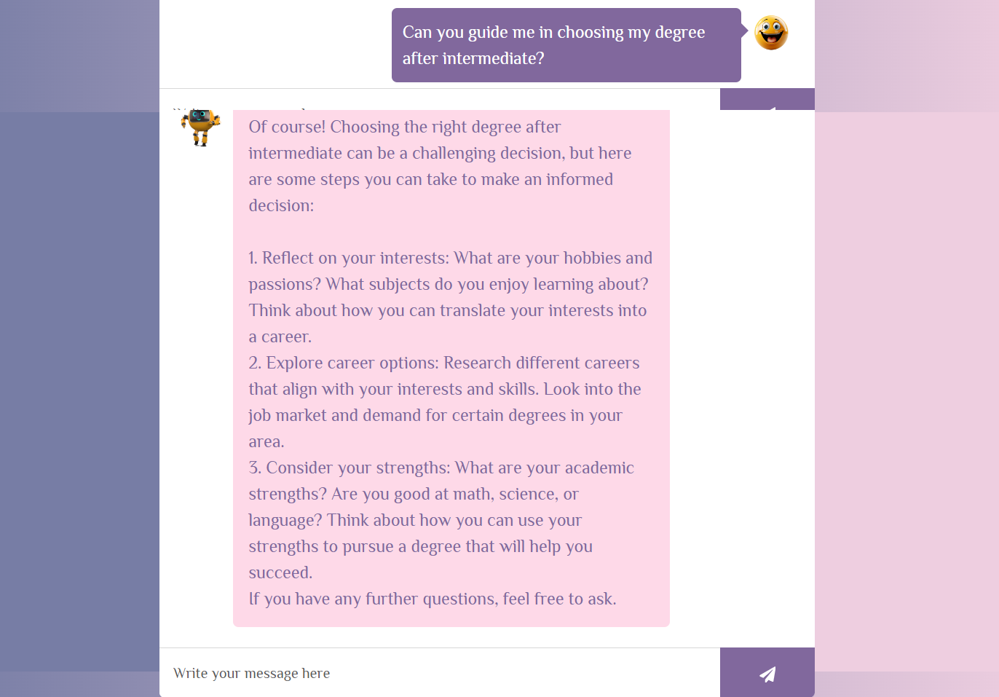 Can you guide me in choosing my degree
after intermediate?
Of course! Choosing the right degree after
intermediate can be a challenging decision, but here
are some steps you can take to make an informed
decision:
1. Reflect on your interests: What are your hobbies and
passions? What subjects do you enjoy learning about?
Think about how you can translate your interests into
a career.
2. Explore career options: Research different careers
that align with your interests and skills. Look into the
job market and demand for certain degrees in your
area.
3. Consider your strengths: What are your academic
strengths? Are you good at math, science, or
language? Think about how you can use your
strengths to pursue a degree that will help you
succeed.
If you have any further questions, feel free to ask.
Write your message here